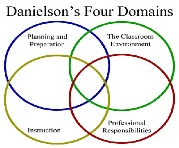 Danielson's Four Domains
Planning and
Preparation
The Classroom
Environment
Instruction
Professional
Responsibilities